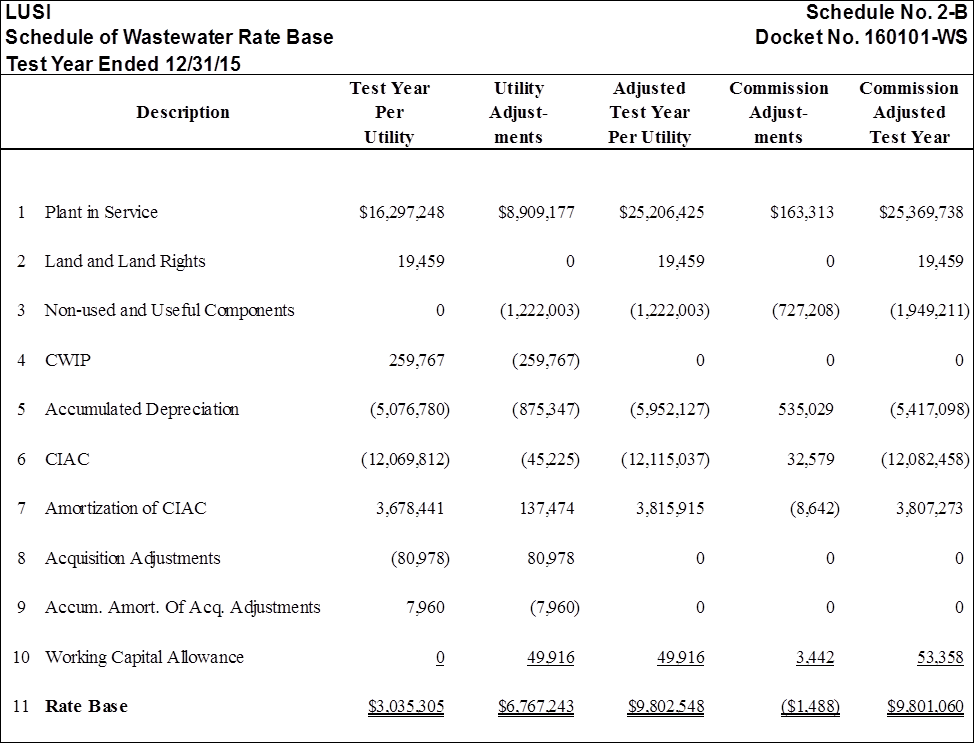 LUSI Schedule No. 2-B
Schedule of Wastewater Rate Base Docket No. 160101-WS
Test Year Ended 12/31/15
Test Year Utility Adjusted Commission Commission
Description Per Adjust- Test Year Adjust- Adjusted
Utility ments Per Utility ments Test Year
1 Plant in Service $16,297,248 $8,909,177 $25,206,425 $163,313 $25,369,738
2 Land and Land Rights 19,459 0 19,459 0 19,459
3 Non-used and Useful Components 0 (1,222,003) (1,222,003) (727,208) (1,949,211)
4 CWIP 259,767 (259,767) 0 0 0
5 Accumulated Depreciation (5,076,780) (875,347) (5,952,127) 535,029 (5,417,098)
6 CIAC (12,069,812) (45,225) (12,115,037) 32,579 (12,082,458)
7 Amortization of CIAC 3,678,441 137,474 3,815,915 (8,642) 3,807,273
8 Acquisition Adjustments (80,978) 80,978 0 0 0
9 Accum. Amort. Of Acq. Adjustments 7,960 (7,960) 0 0 0
10 Working Capital Allowance 0 49,916 49,916 3,442 53,358
11 Rate Base $3,035,305 $6,767,243 $9,802,548 ($1,488) $9,801,060